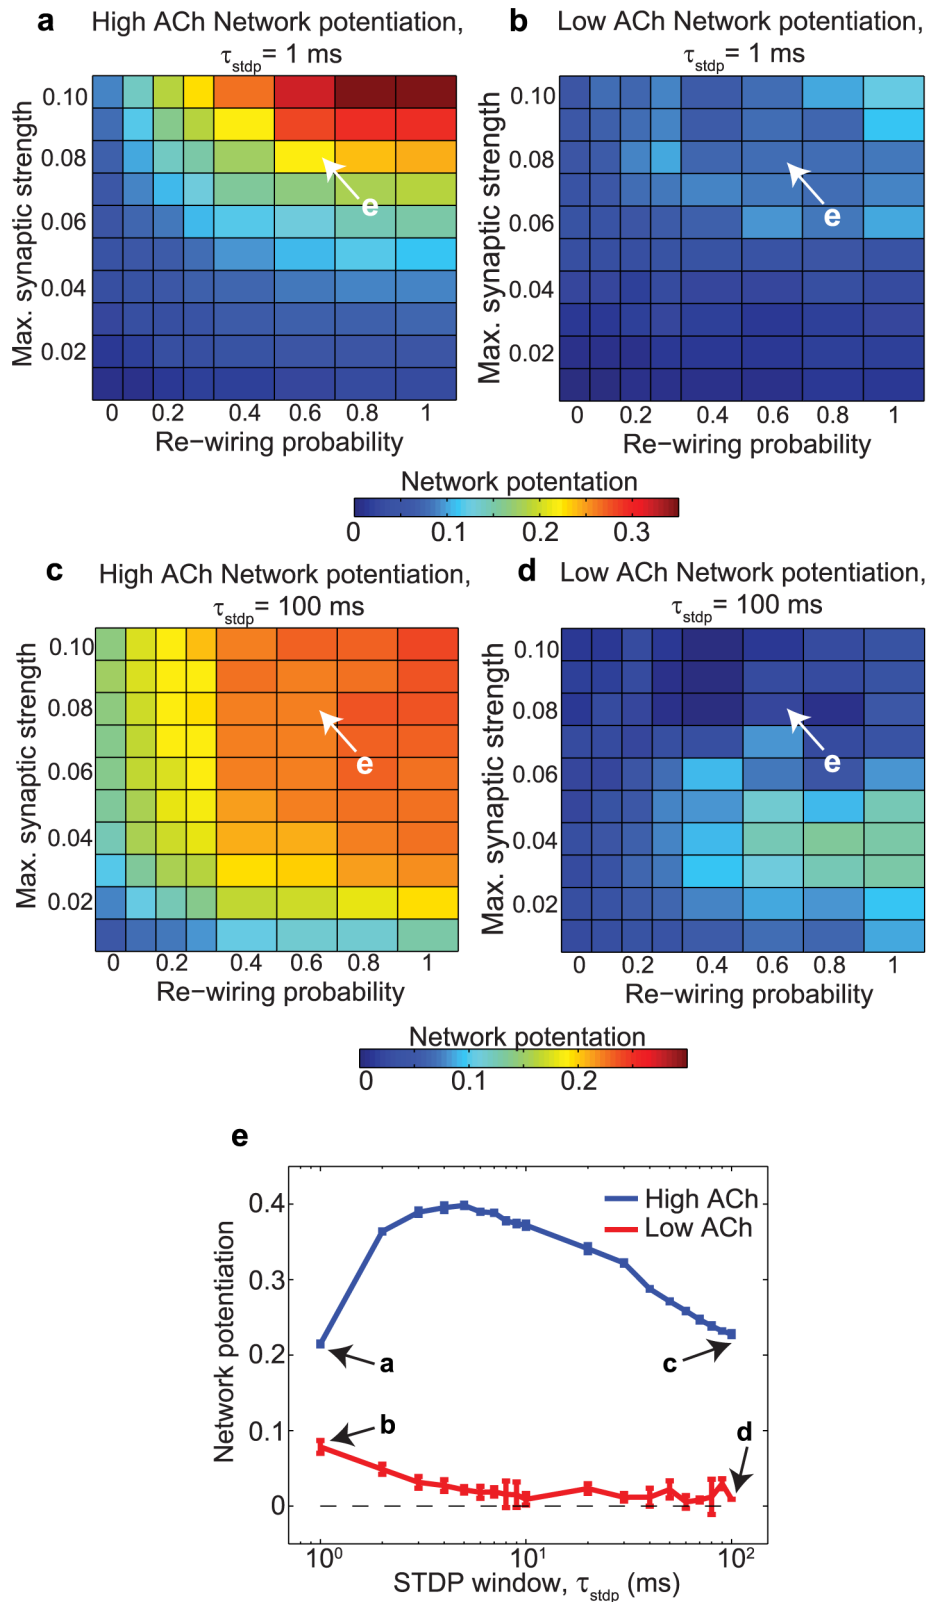 a High ACh Network potentiation,
τstdp= 1 ms
Max. synaptic strength
0.10
0.08
0.06
0.04
0.02
e
0 0.2 0.4 0.6 0.8 1
Re-wiring probability
b Low ACh Network potentiation,
τstdp= 1 ms
Max. synaptic strength
0.10
0.08
0.06
0.04
0.02
e
0 0.2 0.4 0.6 0.8 1
Re-wiring probability
Network potentation
0 0.1 0.2 0.3
c High ACh Network potentiation,
τstdp= 100 ms
Max. synaptic strength
0.10
0.08
0.06
0.04
0.02
e
0 0.2 0.4 0.6 0.8 1
Re-wiring probability
d Low ACh Network potentiation,
τstdp= 100 ms
Max. synaptic strength
0.10
0.08
0.06
0.04
0.02
e
0 0.2 0.4 0.6 0.8 1
Re-wiring probability
Network potentation
0 0.1 0.2
e
Network potentiation
0.4
0.3
0.2
0.1
0
High ACh
Low ACh
a
c
b
d
10⁰ 10¹ 10²
STDP window, τstdp (ms)